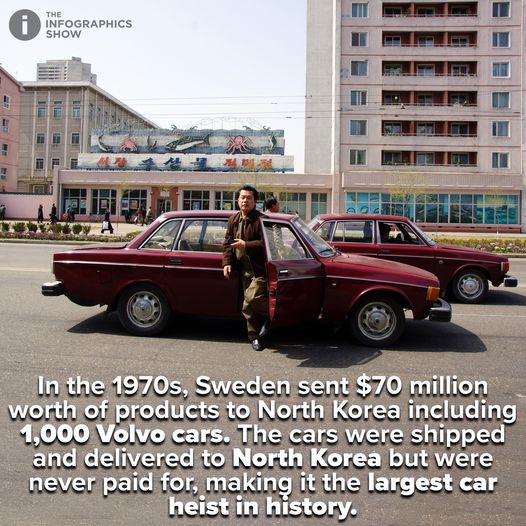 THE
INFOGRAPHICS
SHOW
In the 1970s, Sweden sent $70 million
worth of products to North Korea including
1,000 Volvo cars. The cars were shipped
and delivered to North Korea but were
never paid for, making it the largest car
heist in history.